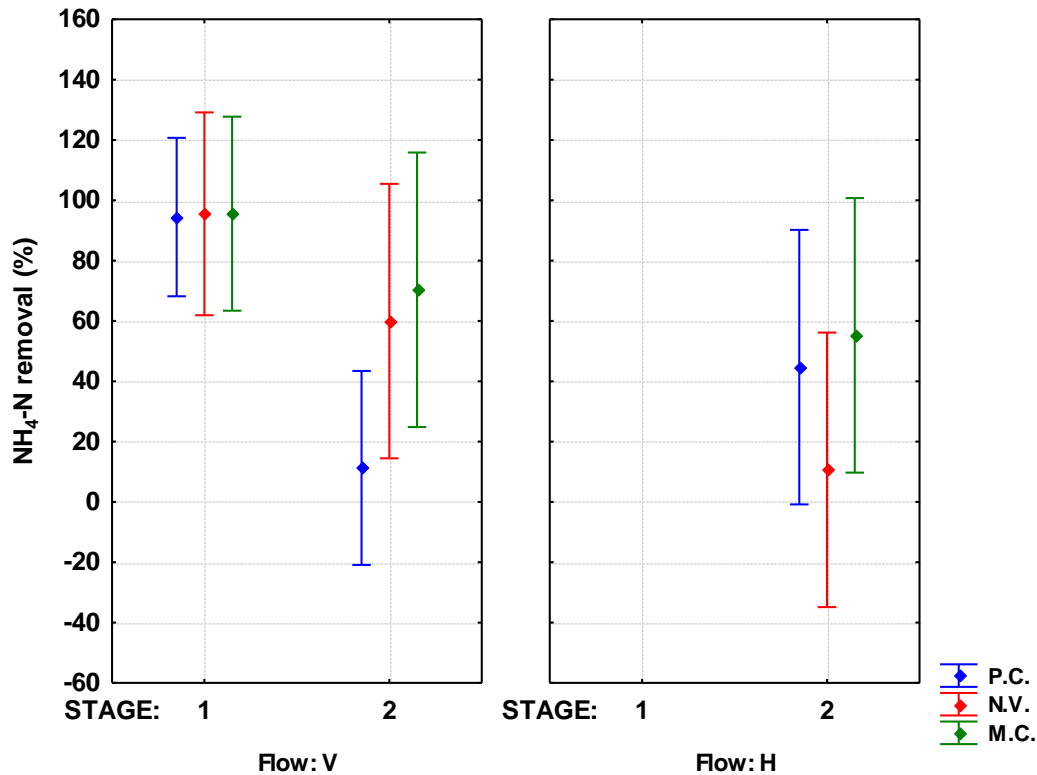 NH₄-N removal (%)
160
140
120
100
80
60
40
20
0
-20
-40
-60
STAGE: 1 2
Flow: V
STAGE: 1 2
Flow: H
P.C.
N.V.
M.C.